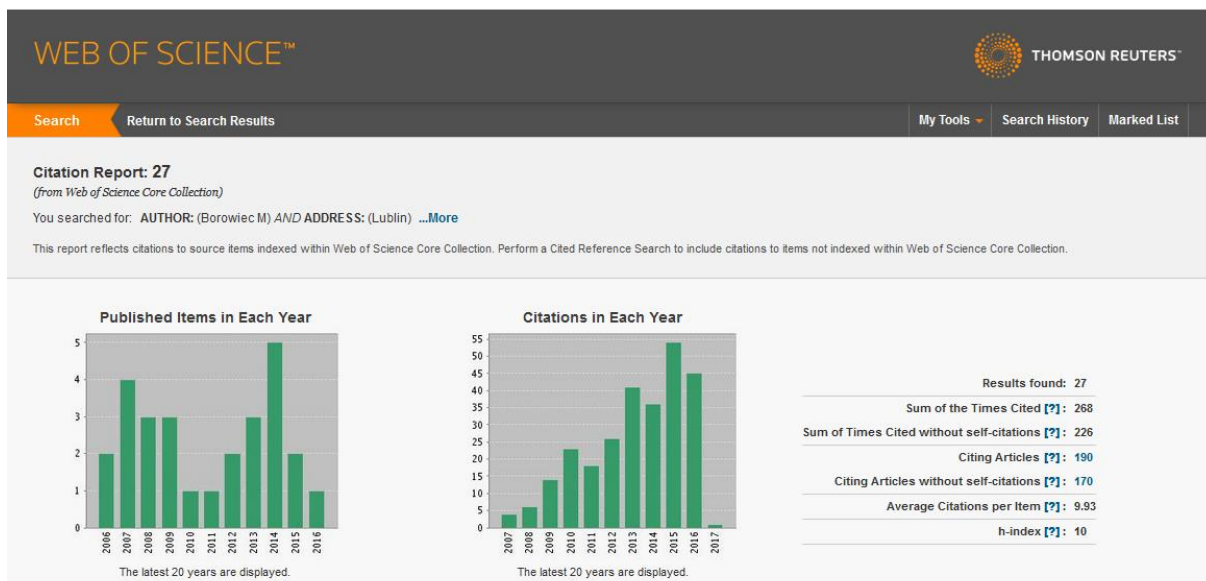 WEB OF SCIENCE™
THOMSON REUTERS™
Search
Return to Search Results
My Tools
Search History
Marked List
Citation Report: 27
(from Web of Science Core Collection)
You searched for: AUTHOR: (Borowiec M) AND ADDRESS: (Lublin) ...More
This report reflects citations to source items indexed within Web of Science Core Collection. Perform a Cited Reference Search to include citations to items not indexed within Web of Science Core Collection.
Published Items in Each Year
5
4
3
2
1
0
2006
2007
2008
2009
2010
2011
2012
2013
2014
2015
2016
The latest 20 years are displayed.
Citations in Each Year
55
50
45
40
35
30
25
20
15
10
5
0
2007
2008
2009
2010
2011
2012
2013
2014
2015
2016
2017
The latest 20 years are displayed.
Results found: 27
Sum of the Times Cited [?] : 268
Sum of Times Cited without self-citations [?] : 226
Citing Articles [?] : 190
Citing Articles without self-citations [?] : 170
Average Citations per Item [?] : 9.93
h-index [?] : 10